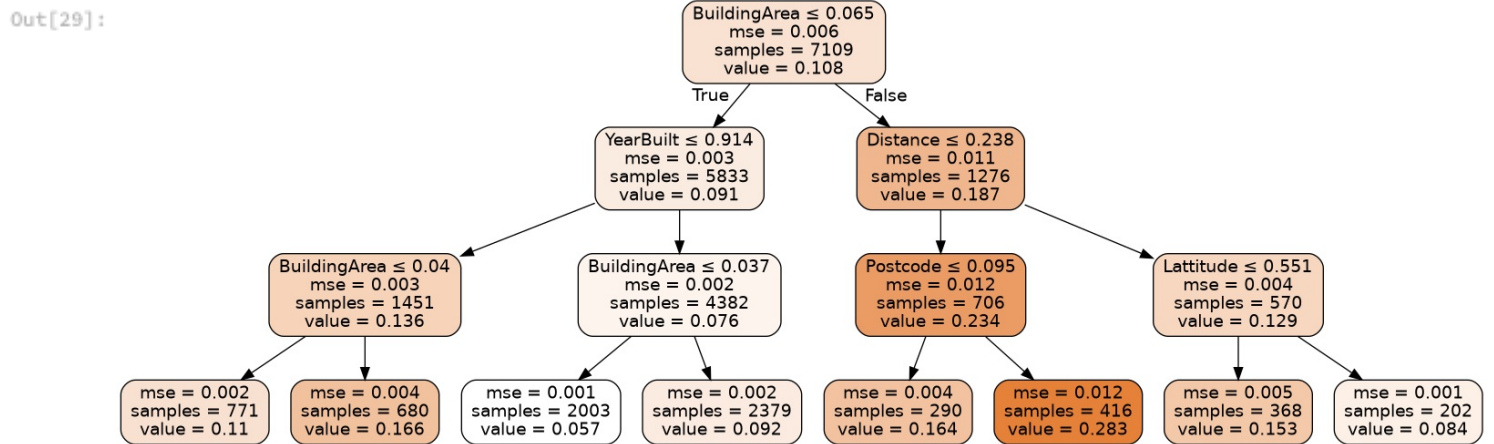 Out[29]:
BuildingArea ≤ 0.065
mse = 0.006
samples = 7109
value = 0.108
True
False
YearBuilt ≤ 0.914
mse = 0.003
samples = 5833
value = 0.091
Distance ≤ 0.238
mse = 0.011
samples = 1276
value = 0.187
BuildingArea ≤ 0.04
mse = 0.003
samples = 1451
value = 0.136
BuildingArea ≤ 0.037
mse = 0.002
samples = 4382
value = 0.076
Postcode ≤ 0.095
mse = 0.012
samples = 706
value = 0.234
Lattitude ≤ 0.551
mse = 0.004
samples = 570
value = 0.129
mse = 0.002
samples = 771
value = 0.11
mse = 0.004
samples = 680
value = 0.166
mse = 0.001
samples = 2003
value = 0.057
mse = 0.002
samples = 2379
value = 0.092
mse = 0.004
samples = 290
value = 0.164
mse = 0.012
samples = 416
value = 0.283
mse = 0.005
samples = 368
value = 0.153
mse = 0.001
samples = 202
value = 0.084